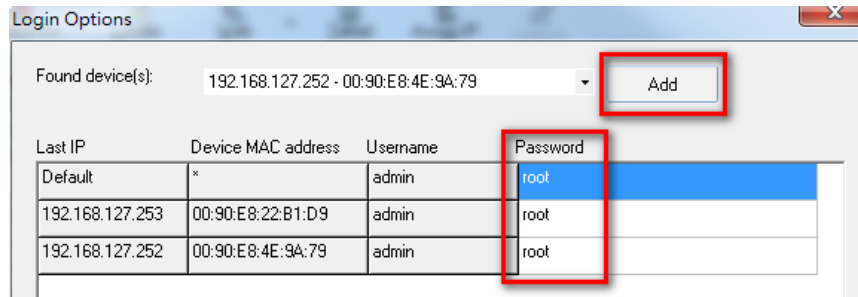 Login Options
Found device(s): 192.168.127.252 - 00:90:E8:4E:9A:79 Add
Last IP Device MAC address Username Password
Default * admin root
192.168.127.253 00:90:E8:22:B1:D9 admin root
192.168.127.252 00:90:E8:4E:9A:79 admin root